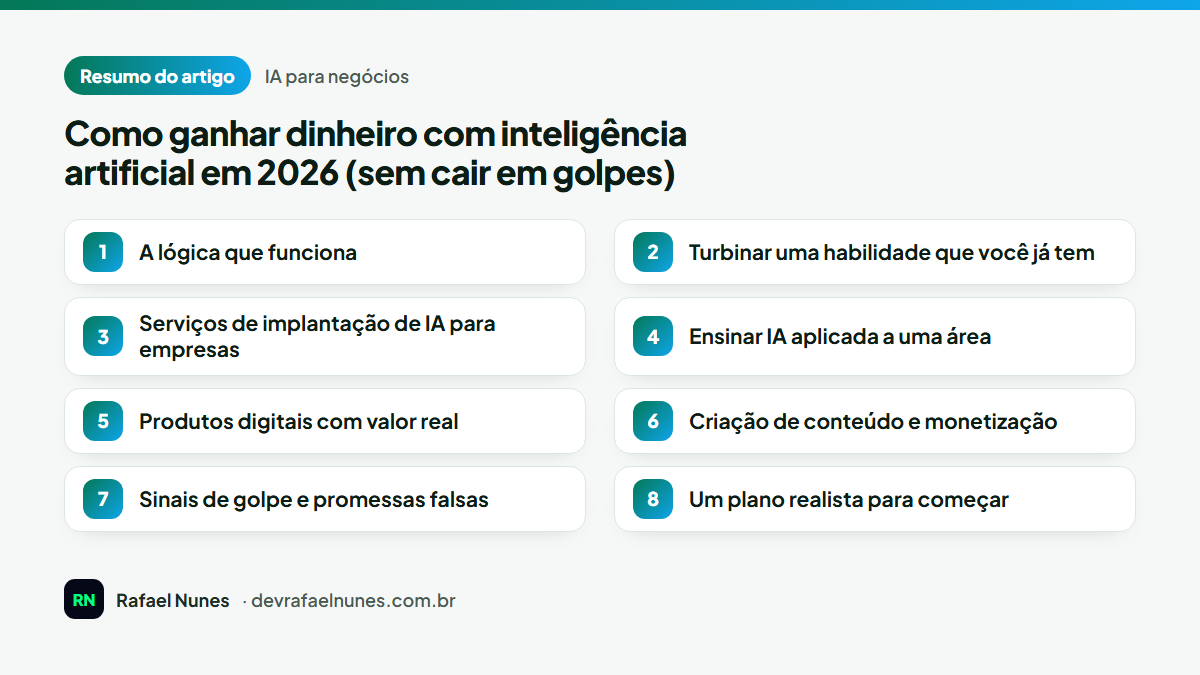 Resumo do artigo
IA para negócios
Como ganhar dinheiro com inteligência
artificial em 2026 (sem cair em golpes)
1 A lógica que funciona
2 Turbinar uma habilidade que você já tem
3 Serviços de implantação de IA para
empresas
4 Ensinar IA aplicada a uma área
5 Produtos digitais com valor real
6 Criação de conteúdo e monetização
7 Sinais de golpe e promessas falsas
8 Um plano realista para começar
RN Rafael Nunes · devrafaelnunes.com.br